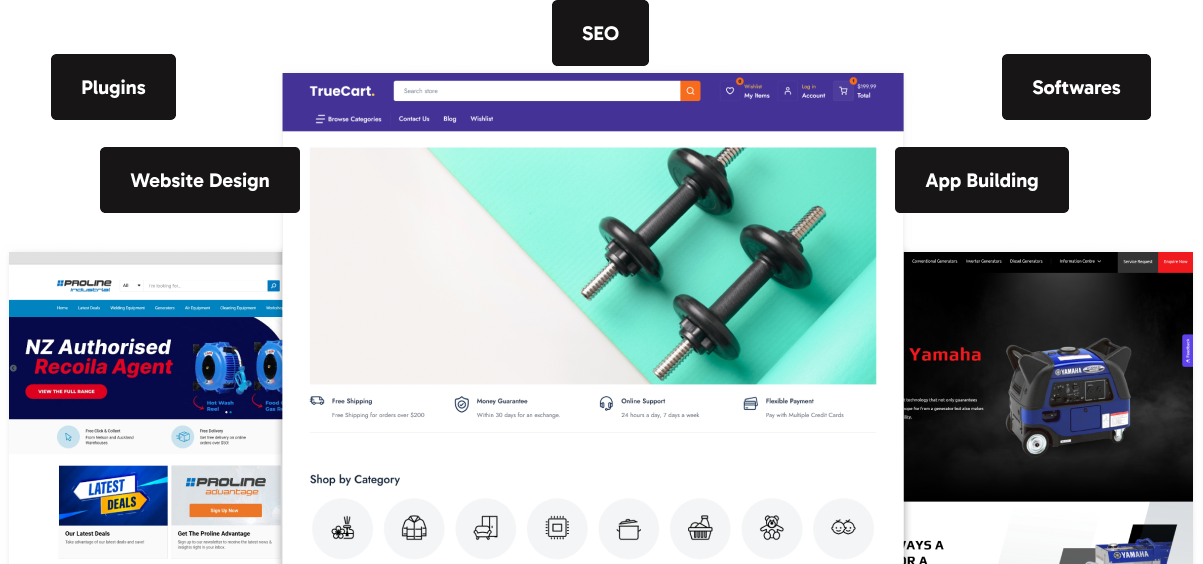 SEO
Plugins
Softwares
Website Design
App Building
TrueCart.
Search store
0
Wishlist
My Items
Log in
Account
1
$199.99
Total
Browse Categories
Contact Us
Blog
Wishlist
Free Shipping
Free Shipping for orders over $200
Money Guarantee
Within 30 days for an exchange.
Online Support
24 hours a day, 7 days a week
Flexible Payment
Pay with Multiple Credit Cards
Shop by Category
PROLINE
industrial
All
I'm looking for...
Home
Latest Deals
Welding Equipment
Generators
Air Equipment
Cleaning Equipment
NZ Authorised
Recoila Agent
VIEW THE FULL RANGE
Hot Wash
Reel
Free Click & Collect
From Nelson and Auckland
Warehouses
Free Delivery
Get free delivery on online
orders over $50!
LATEST
DEALS
PROLINE
advantage
Sign Up Now
Our Latest Deals
Take advantage of our latest deals and save!
Get The Proline Advantage
Sign up to our newsletter to receive the latest news &
insights right in your inbox.
Conventional Generators
Inverter Generators
Diesel Generators
Information Centre
Service Request
Enquire Now
Yamaha
t technology that not only guarantees
ope for from a generator but also makes
YAMAHA
Feedback
WAYS A
OR A
YAMAHA